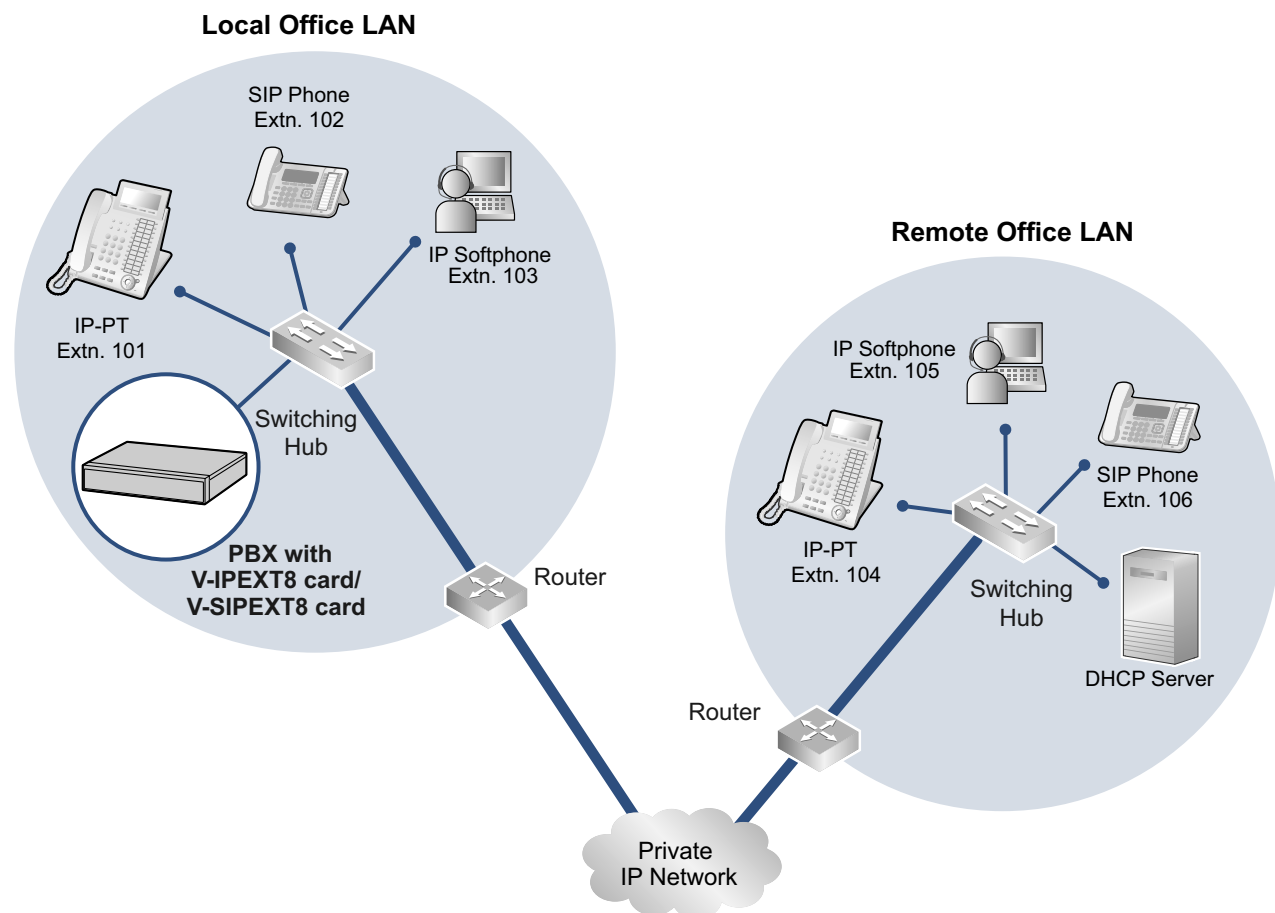 Local Office LAN
SIP Phone
Extn. 102
IP Softphone
Extn. 103
IP-PT
Extn. 101
Switching
Hub
PBX with
V-IPEXT8 card/
V-SIPEXT8 card
Router
Remote Office LAN
IP Softphone
Extn. 105
SIP Phone
Extn. 106
IP-PT
Extn. 104
Switching
Hub
DHCP Server
Router
Private
IP Network